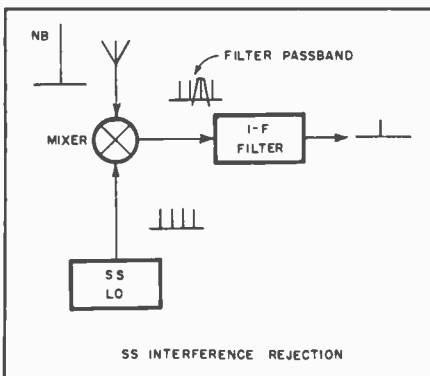 NB
FILTER PASSBAND
MIXER
I-F
FILTER
SS
LO
SS INTERFERENCE REJECTION